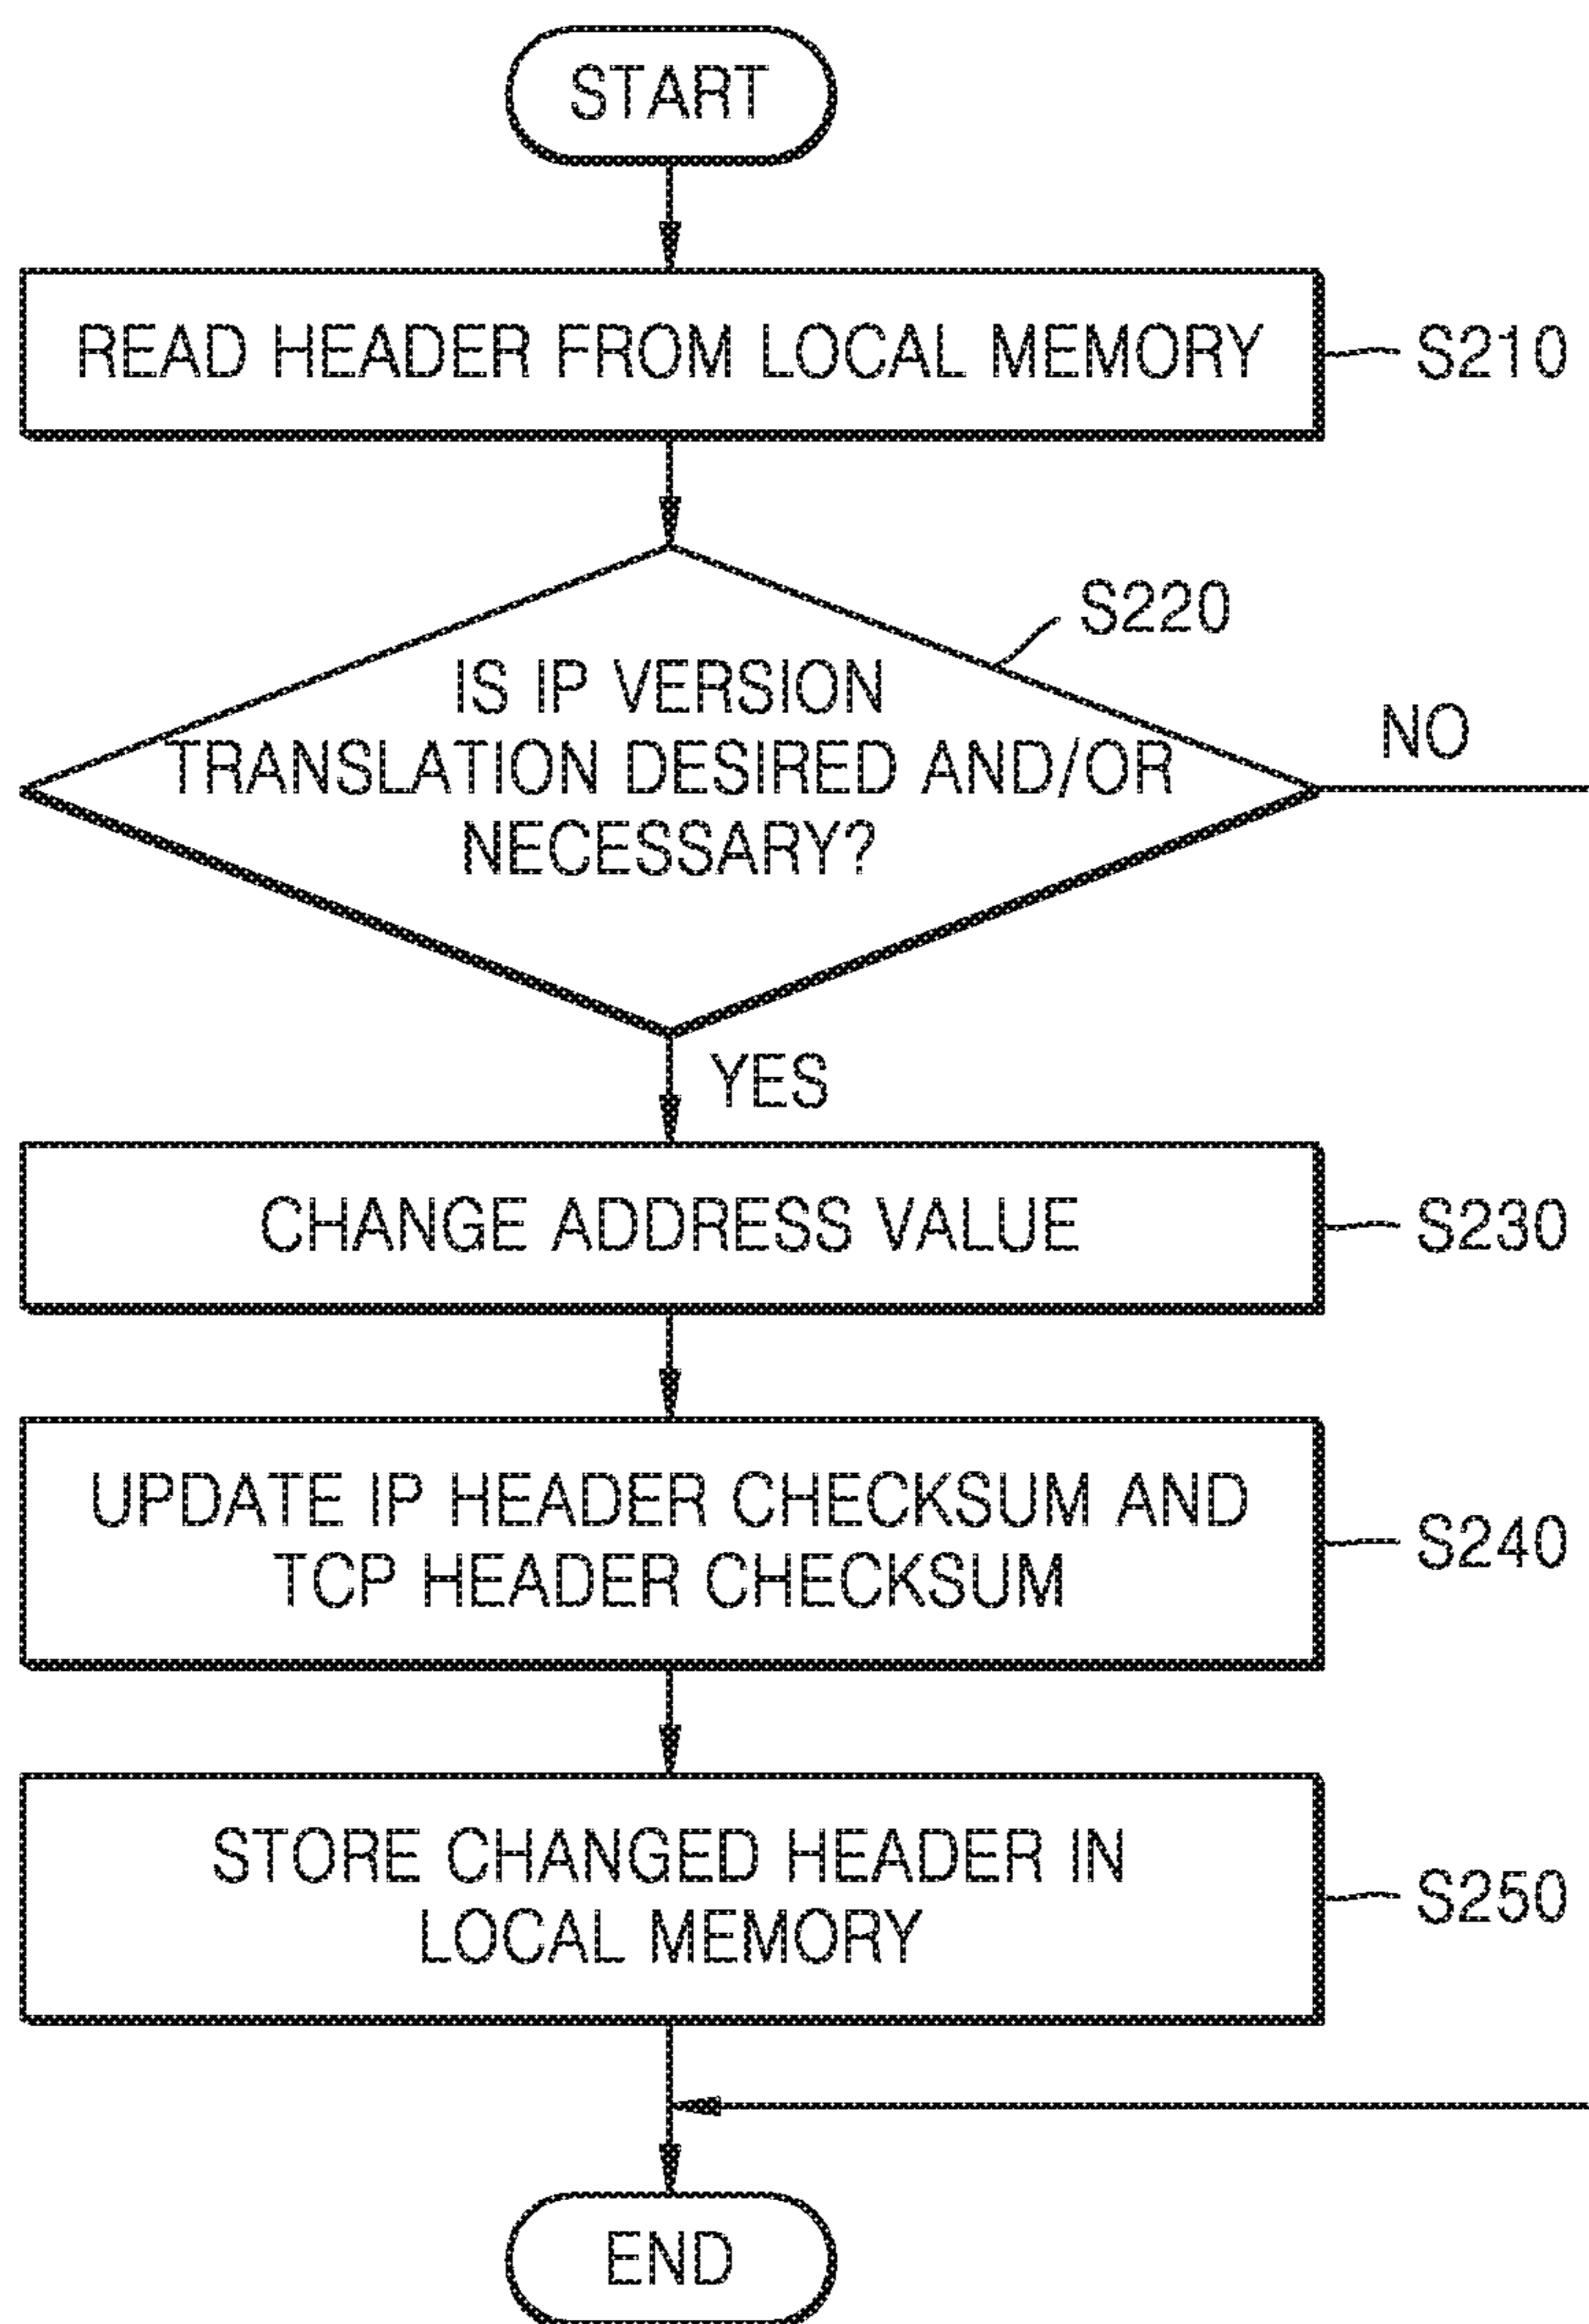 START
READ HEADER FROM LOCAL MEMORY
S210
S220
IS IP VERSION
TRANSLATION DESIRED AND/OR
NECESSARY?
NO
YES
CHANGE ADDRESS VALUE
S230
UPDATE IP HEADER CHECKSUM AND
TCP HEADER CHECKSUM
S240
STORE CHANGED HEADER IN
LOCAL MEMORY
S250
END